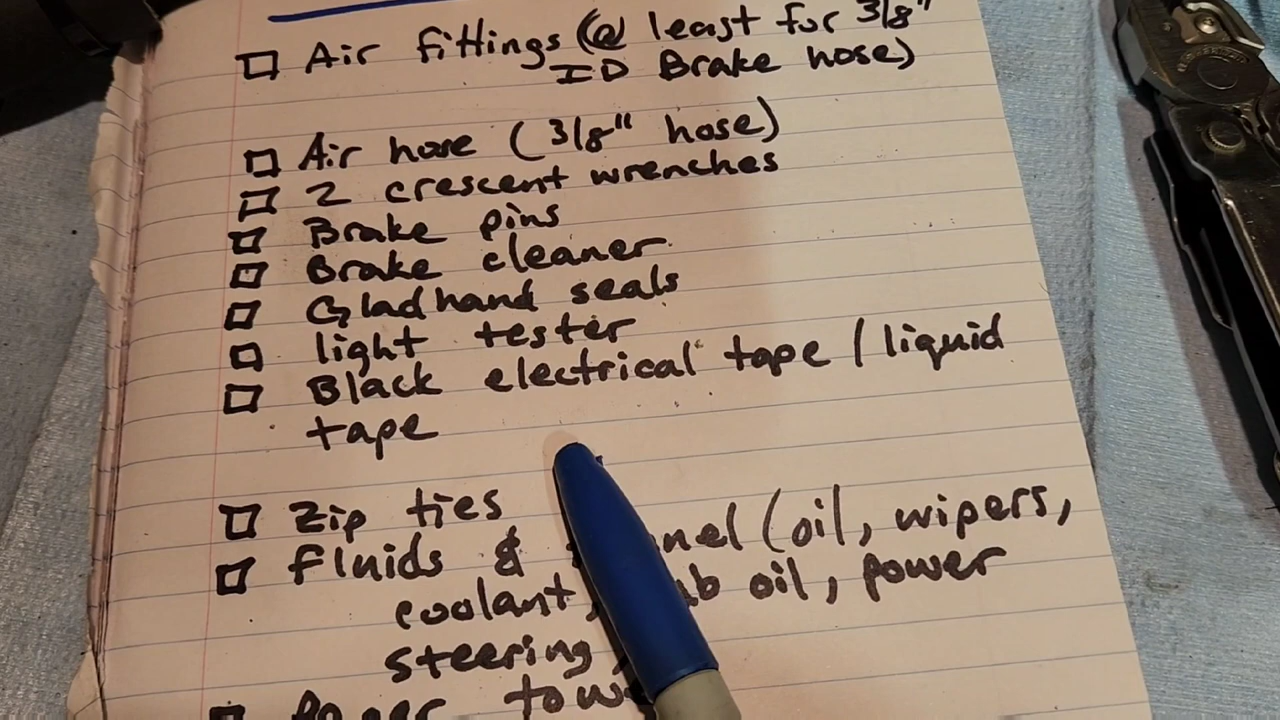 Air fittings (@ least for 3/8"
ID Brake hose)
Air hose (3/8" hose)
2 crescent wrenches
Brake pins
Brake cleaner
Gladhand seals
light tester
Black electrical tape / liquid
tape
Zip ties
Fluids & (oil, wipers,
coolant, oil, power
steering